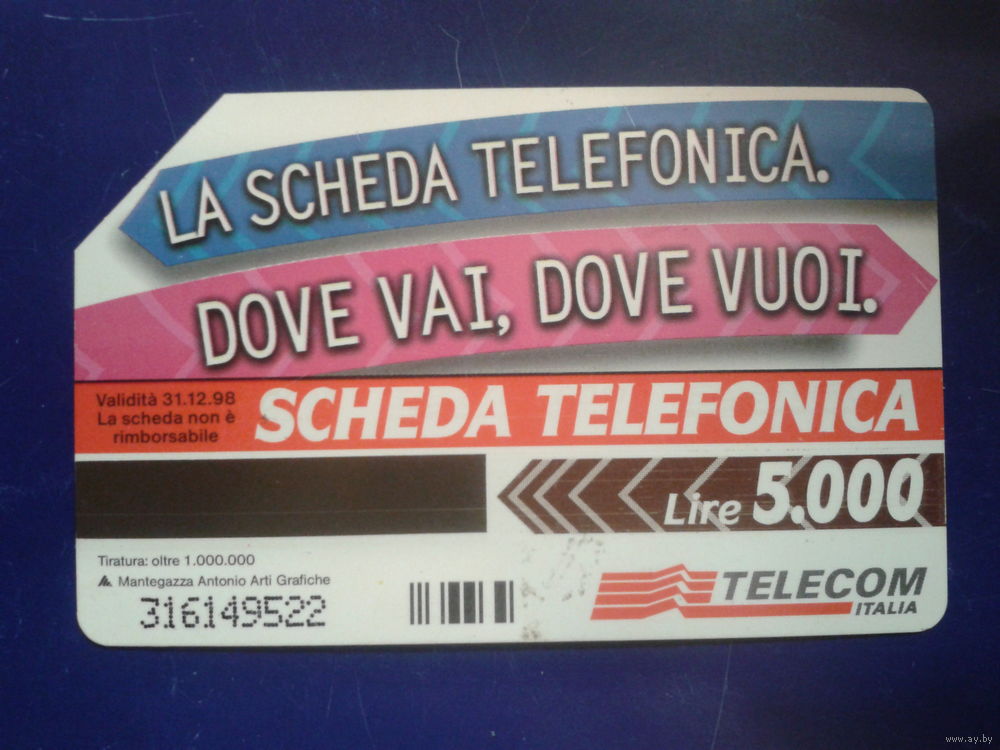 LA SCHEDA TELEFONICA.
DOVE VAI, DOVE VUOI.
Validità 31.12.98
La scheda non è
rimborsabile
SCHEDA TELEFONICA
Lire 5.000
Tiratura: oltre 1.000.000
Mantegazza Antonio Arti Grafiche
316149522
TELECOM
ITALIA
www.ay.by